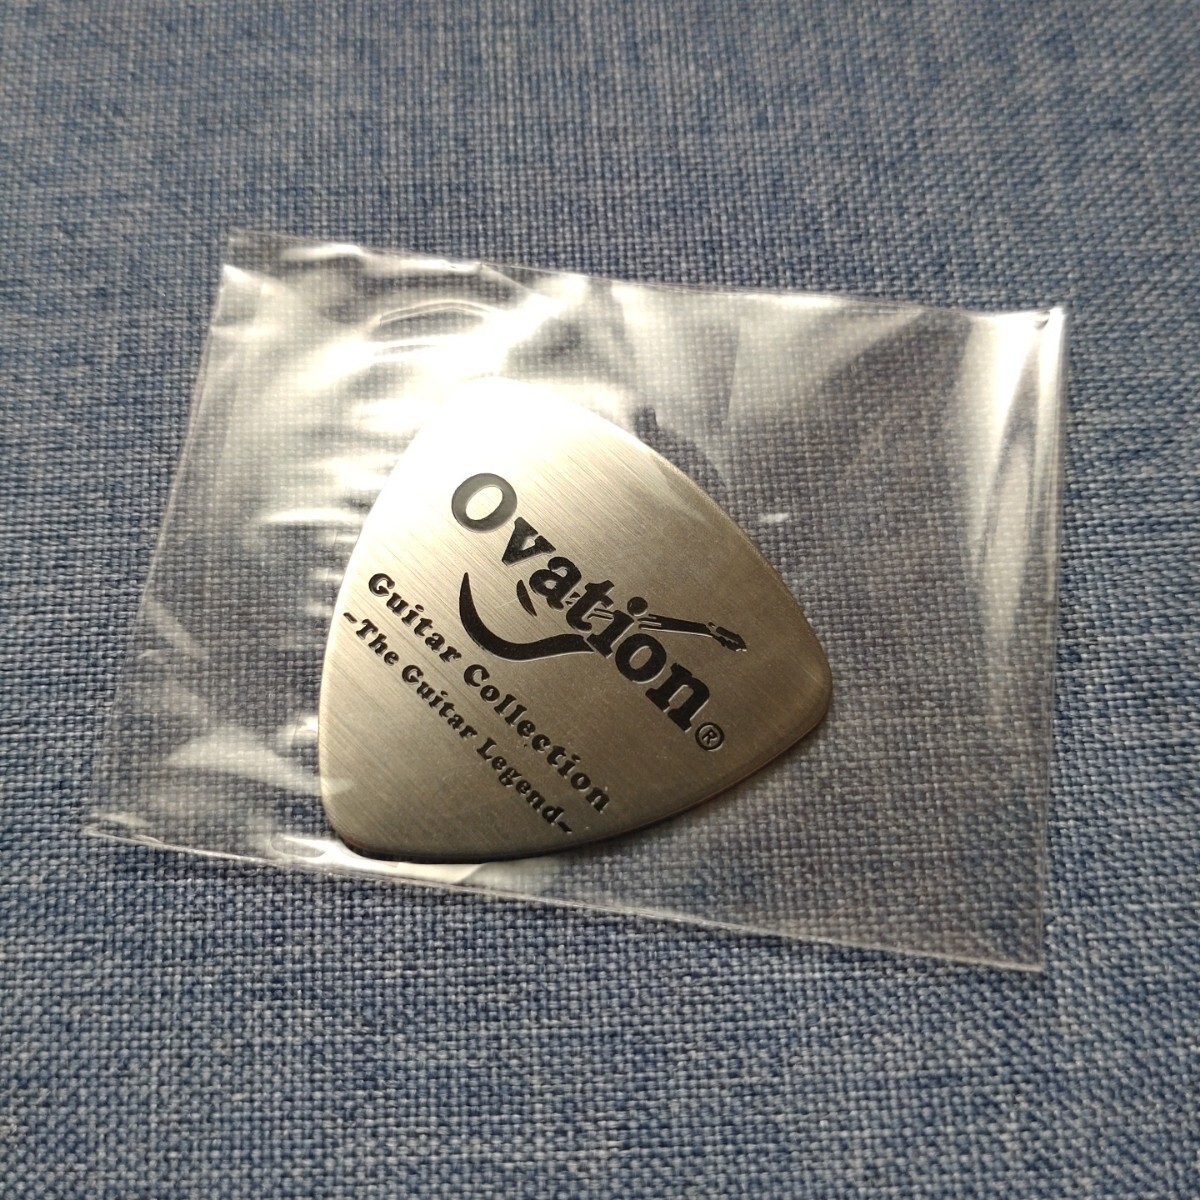 Ovation®
Guitar Collection
~The Guitar Legend~